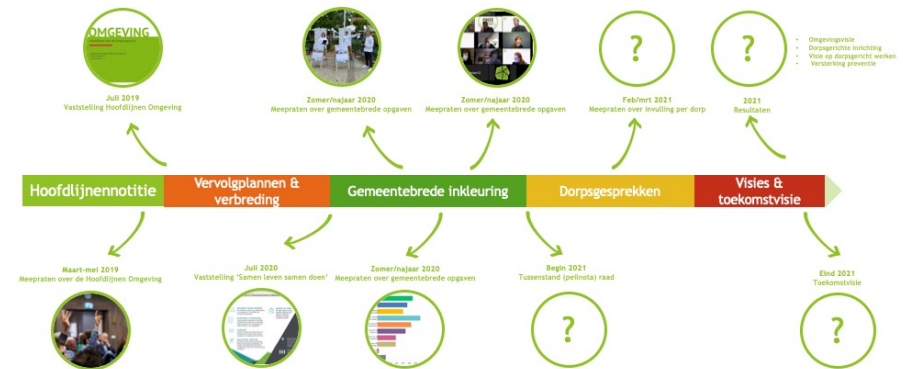 OMGEVING
?
?
• Omgevingsvisie
• Dorpsgerichte inrichting
• Visie op dorpsgericht werken
• Versterking preventie
Juli 2019
Vaststelling Hoofdlijnen Omgeving
Zomer/najaar 2020
Meepraten over gemeentebrede opgaven
Zomer/najaar 2020
Meepraten over gemeentebrede opgaven
Feb/mrt 2021
Meepraten over invulling per dorp
2021
Resultaten
Hoofdlijnennotitie
Vervolgplannen &
verbreding
Gemeentebrede inkleuring
Dorpsgesprekken
Visies &
toekomstvisie
Maart-mei 2019
Meepraten over de Hoofdlijnen Omgeving
Juli 2020
Vaststelling ‘Samen leven samen doen’
Zomer/najaar 2020
Meepraten over gemeentebrede opgaven
Begin 2021
Tussenstand (peilnota) raad
Eind 2021
Toekomstvisie
?
?